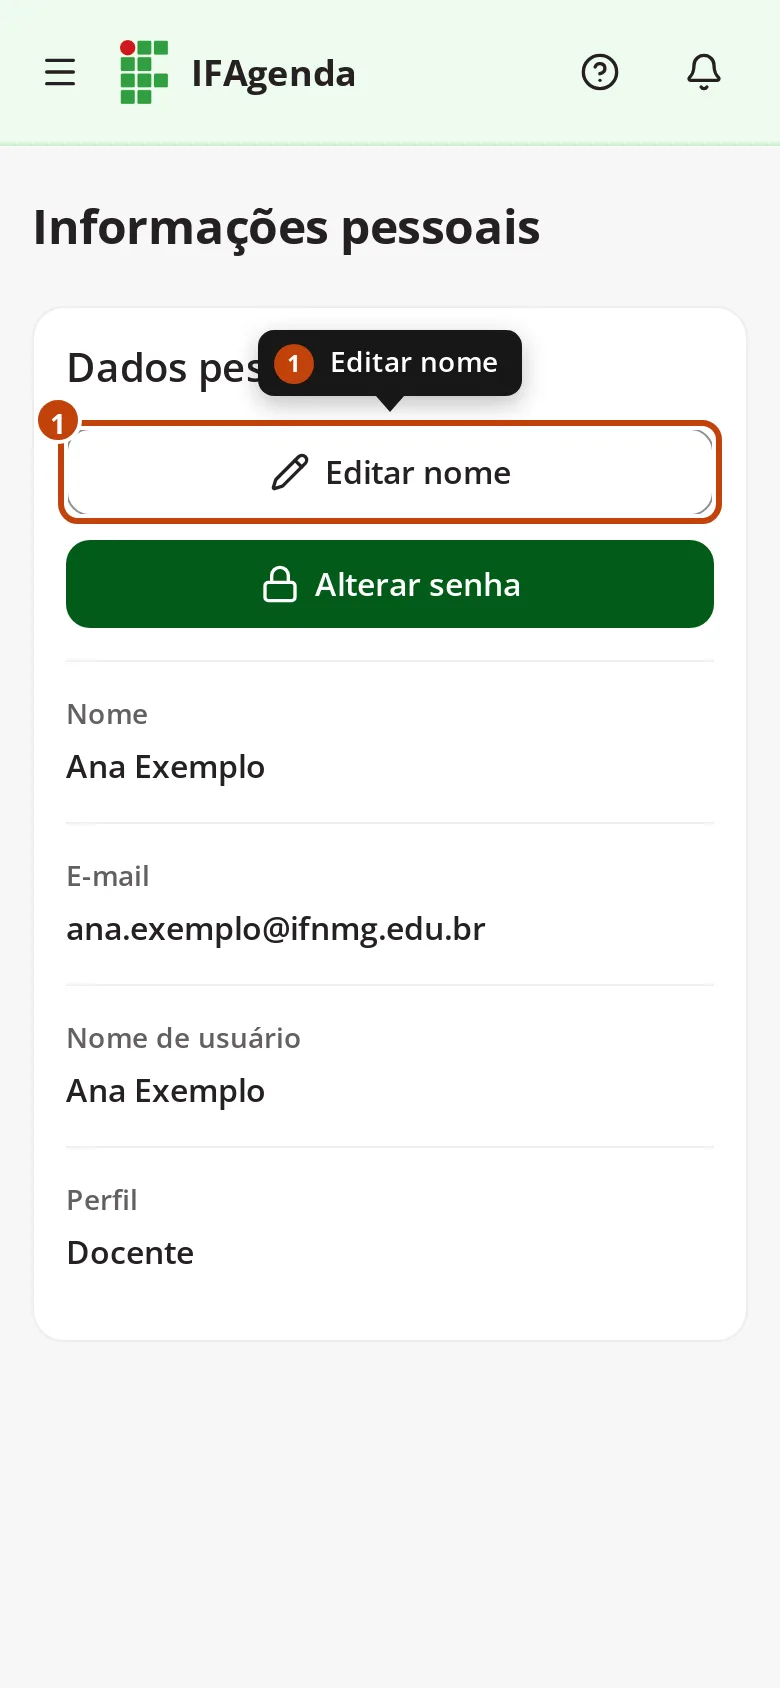 IFAgenda
Informações pessoais
Dados pes
1 Editar nome
1
Editar nome
Alterar senha
Nome
Ana Exemplo
E-mail
ana.exemplo@ifnmg.edu.br
Nome de usuário
Ana Exemplo
Perfil
Docente